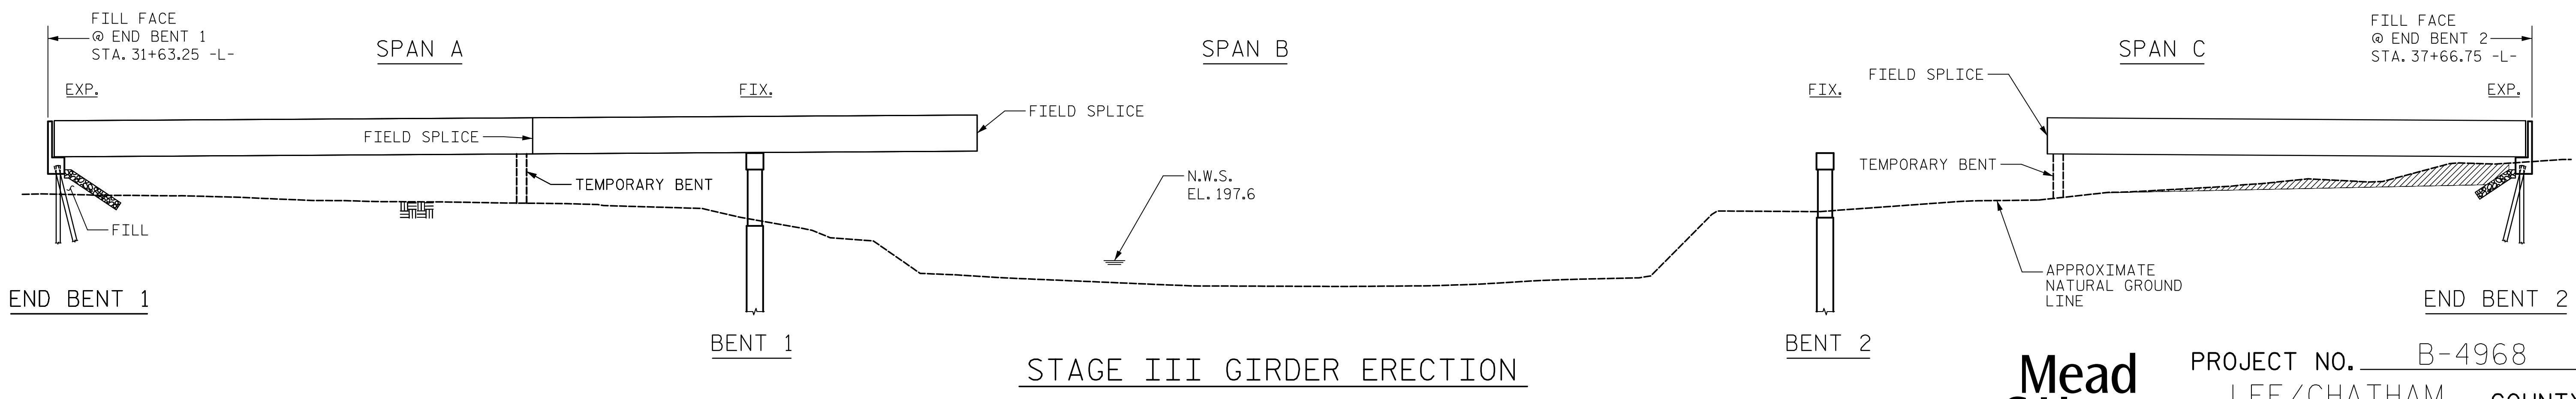 FILL FACE
@ END BENT 1
STA. 31+63.25 -L-
SPAN A
SPAN B
SPAN C
FILL FACE
@ END BENT 2
STA. 37+66.75 -L-
EXP.
FIX.
FIX.
EXP.
FIELD SPLICE
FIELD SPLICE
FIELD SPLICE
TEMPORARY BENT
TEMPORARY BENT
N.W.S.
EL. 197.6
FILL
APPROXIMATE
NATURAL GROUND
LINE
END BENT 1
END BENT 2
BENT 1
BENT 2
STAGE III GIRDER ERECTION
Mead
PROJECT NO. B-4968
LEE/CHATHAM COUNTY